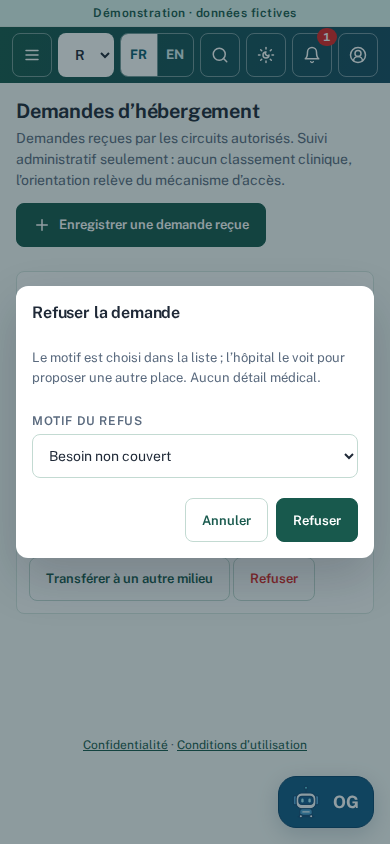 Démonstration · données fictives
R
FR
EN
1
Demandes d’hébergement
Demandes reçues par les circuits autorisés. Suivi
administratif seulement : aucun classement clinique,
l’orientation relève du mécanisme d’accès.
Enregistrer une demande reçue
Refuser la demande
Le motif est choisi dans la liste ; l’hôpital le voit pour
proposer une autre place. Aucun détail médical.
MOTIF DU REFUS
Besoin non couvert
Annuler
Refuser
Transférer à un autre milieu
Refuser
Confidentialité · Conditions d’utilisation
OG